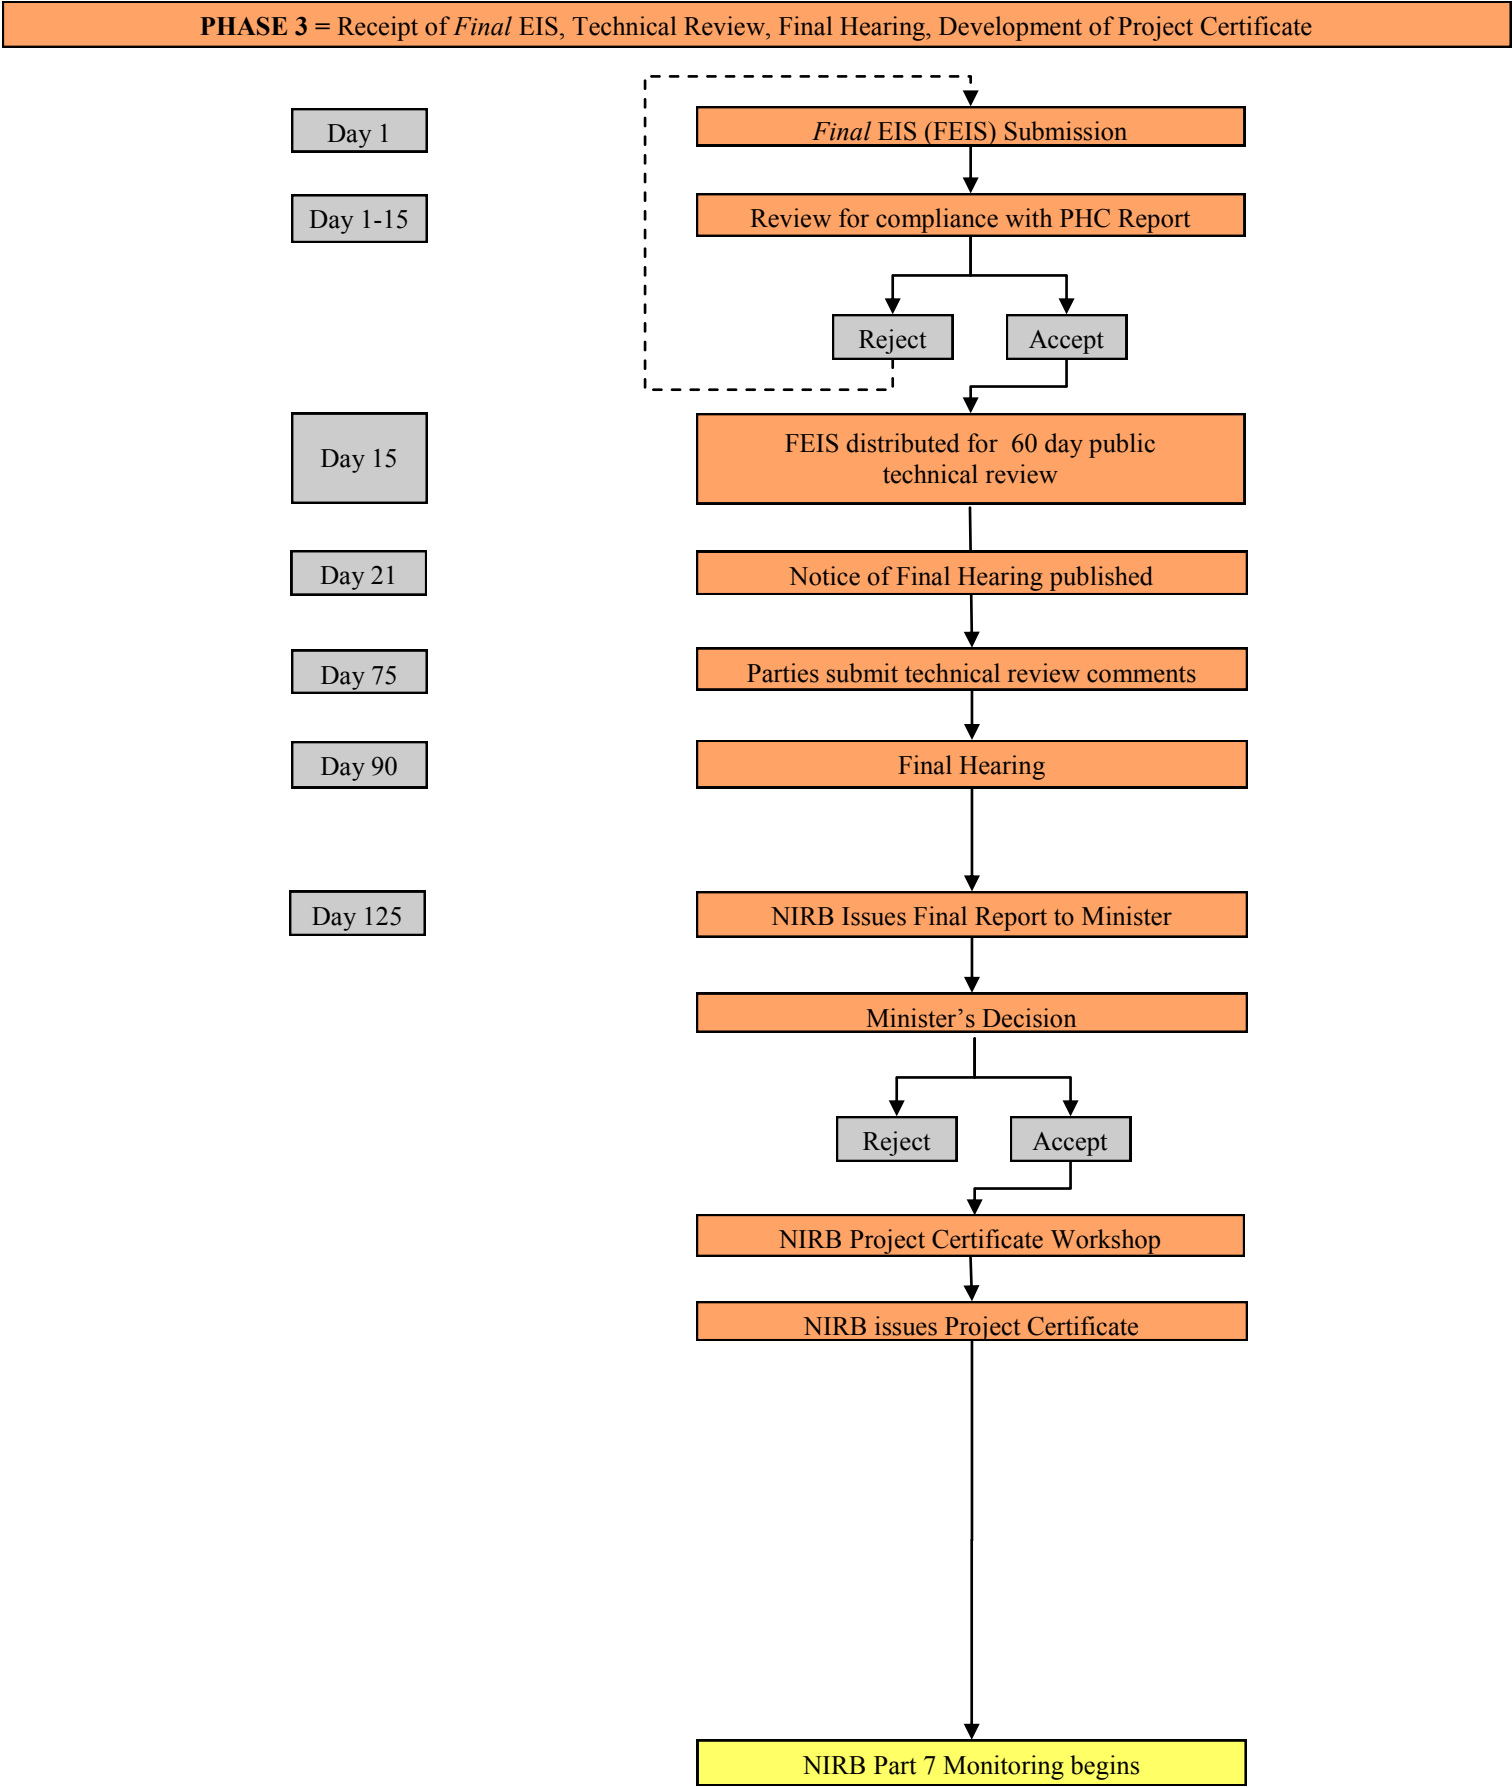 PHASE 3 = Receipt of Final EIS, Technical Review, Final Hearing, Development of Project Certificate
Day 1
Final EIS (FEIS) Submission
Day 1-15
Review for compliance with PHC Report
Reject
Accept
Day 15
FEIS distributed for 60 day public
technical review
Day 21
Notice of Final Hearing published
Day 75
Parties submit technical review comments
Day 90
Final Hearing
Day 125
NIRB Issues Final Report to Minister
Minister’s Decision
Reject
Accept
NIRB Project Certificate Workshop
NIRB issues Project Certificate
NIRB Part 7 Monitoring begins